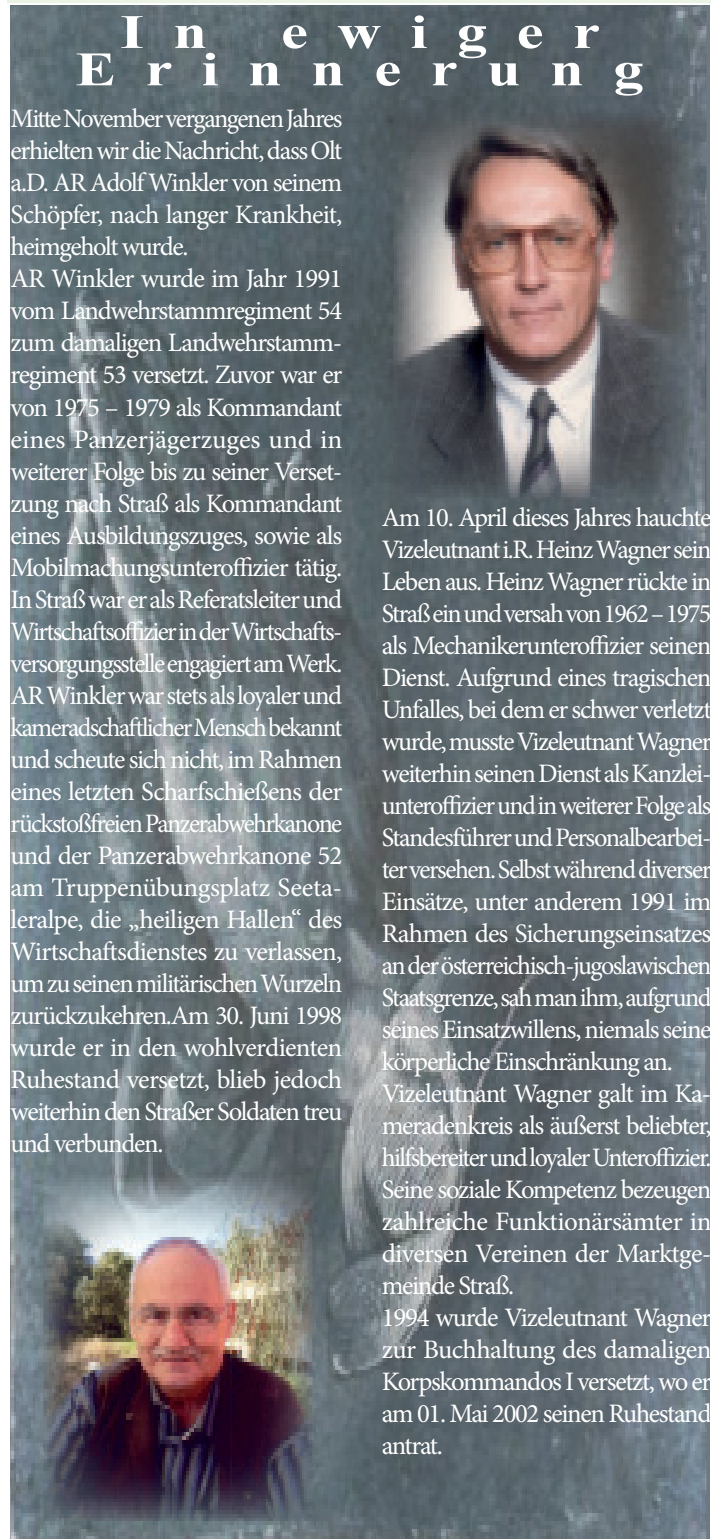 In ewiger
Erinnerung
Mitte November vergangenen Jahres
erhielten wir die Nachricht, dass Olt
a.D. AR Adolf Winkler von seinem
Schöpfer, nach langer Krankheit,
heimgeholt wurde.
AR Winkler wurde im Jahr 1991
vom Landwehrstammregiment 54
zum damaligen Landwehrstamm-
regiment 53 versetzt. Zuvor war er
von 1975 – 1979 als Kommandant
eines Panzerjägerzuges und in
weiterer Folge bis zu seiner Verset-
zung nach Straß als Kommandant
eines Ausbildungszuges, sowie als
Mobilmachungsunteroffizier tätig.
In Straß war er als Referatsleiter und
Wirtschaftsoffizier in der Wirtschafts-
versorgungsstelle engagiert am Werk.
AR Winkler war stets als loyaler und
kameradschaftlicher Mensch bekannt
und scheute sich nicht, im Rahmen
eines letzten Scharfschießens der
rückstoßfreien Panzerabwehrkanone
und der Panzerabwehrkanone 52
am Truppenübungsplatz Seeta-
leralpe, die „heiligen Hallen“ des
Wirtschaftsdienstes zu verlassen,
um zu seinen militärischen Wurzeln
zurückzukehren.Am 30. Juni 1998
wurde er in den wohlverdienten
Ruhestand versetzt, blieb jedoch
weiterhin den Straßer Soldaten treu
und verbunden.
Am 10. April dieses Jahres hauchte
Vizeleutnant i.R. Heinz Wagner sein
Leben aus. Heinz Wagner rückte in
Straß ein und versah von 1962 – 1975
als Mechanikerunteroffizier seinen
Dienst. Aufgrund eines tragischen
Unfalles, bei dem er schwer verletzt
wurde, musste Vizeleutnant Wagner
weiterhin seinen Dienst als Kanzlei-
unteroffizier und in weiterer Folge als
Standesführer und Personalbearbei-
ter versehen. Selbst während diverser
Einsätze, unter anderem 1991 im
Rahmen des Sicherungseinsatzes
an der österreichisch-jugoslawischen
Staatsgrenze, sah man ihm, aufgrund
seines Einsatzwillens, niemals seine
körperliche Einschränkung an.
Vizeleutnant Wagner galt im Ka-
meradenkreis als äußerst beliebter,
hilfsbereiter und loyaler Unteroffizier.
Seine soziale Kompetenz bezeugen
zahlreiche Funktionärsämter in
diversen Vereinen der Marktge-
meinde Straß.
1994 wurde Vizeleutnant Wagner
zur Buchhaltung des damaligen
Korpskommandos I versetzt, wo er
am 01. Mai 2002 seinen Ruhestand
antrat.